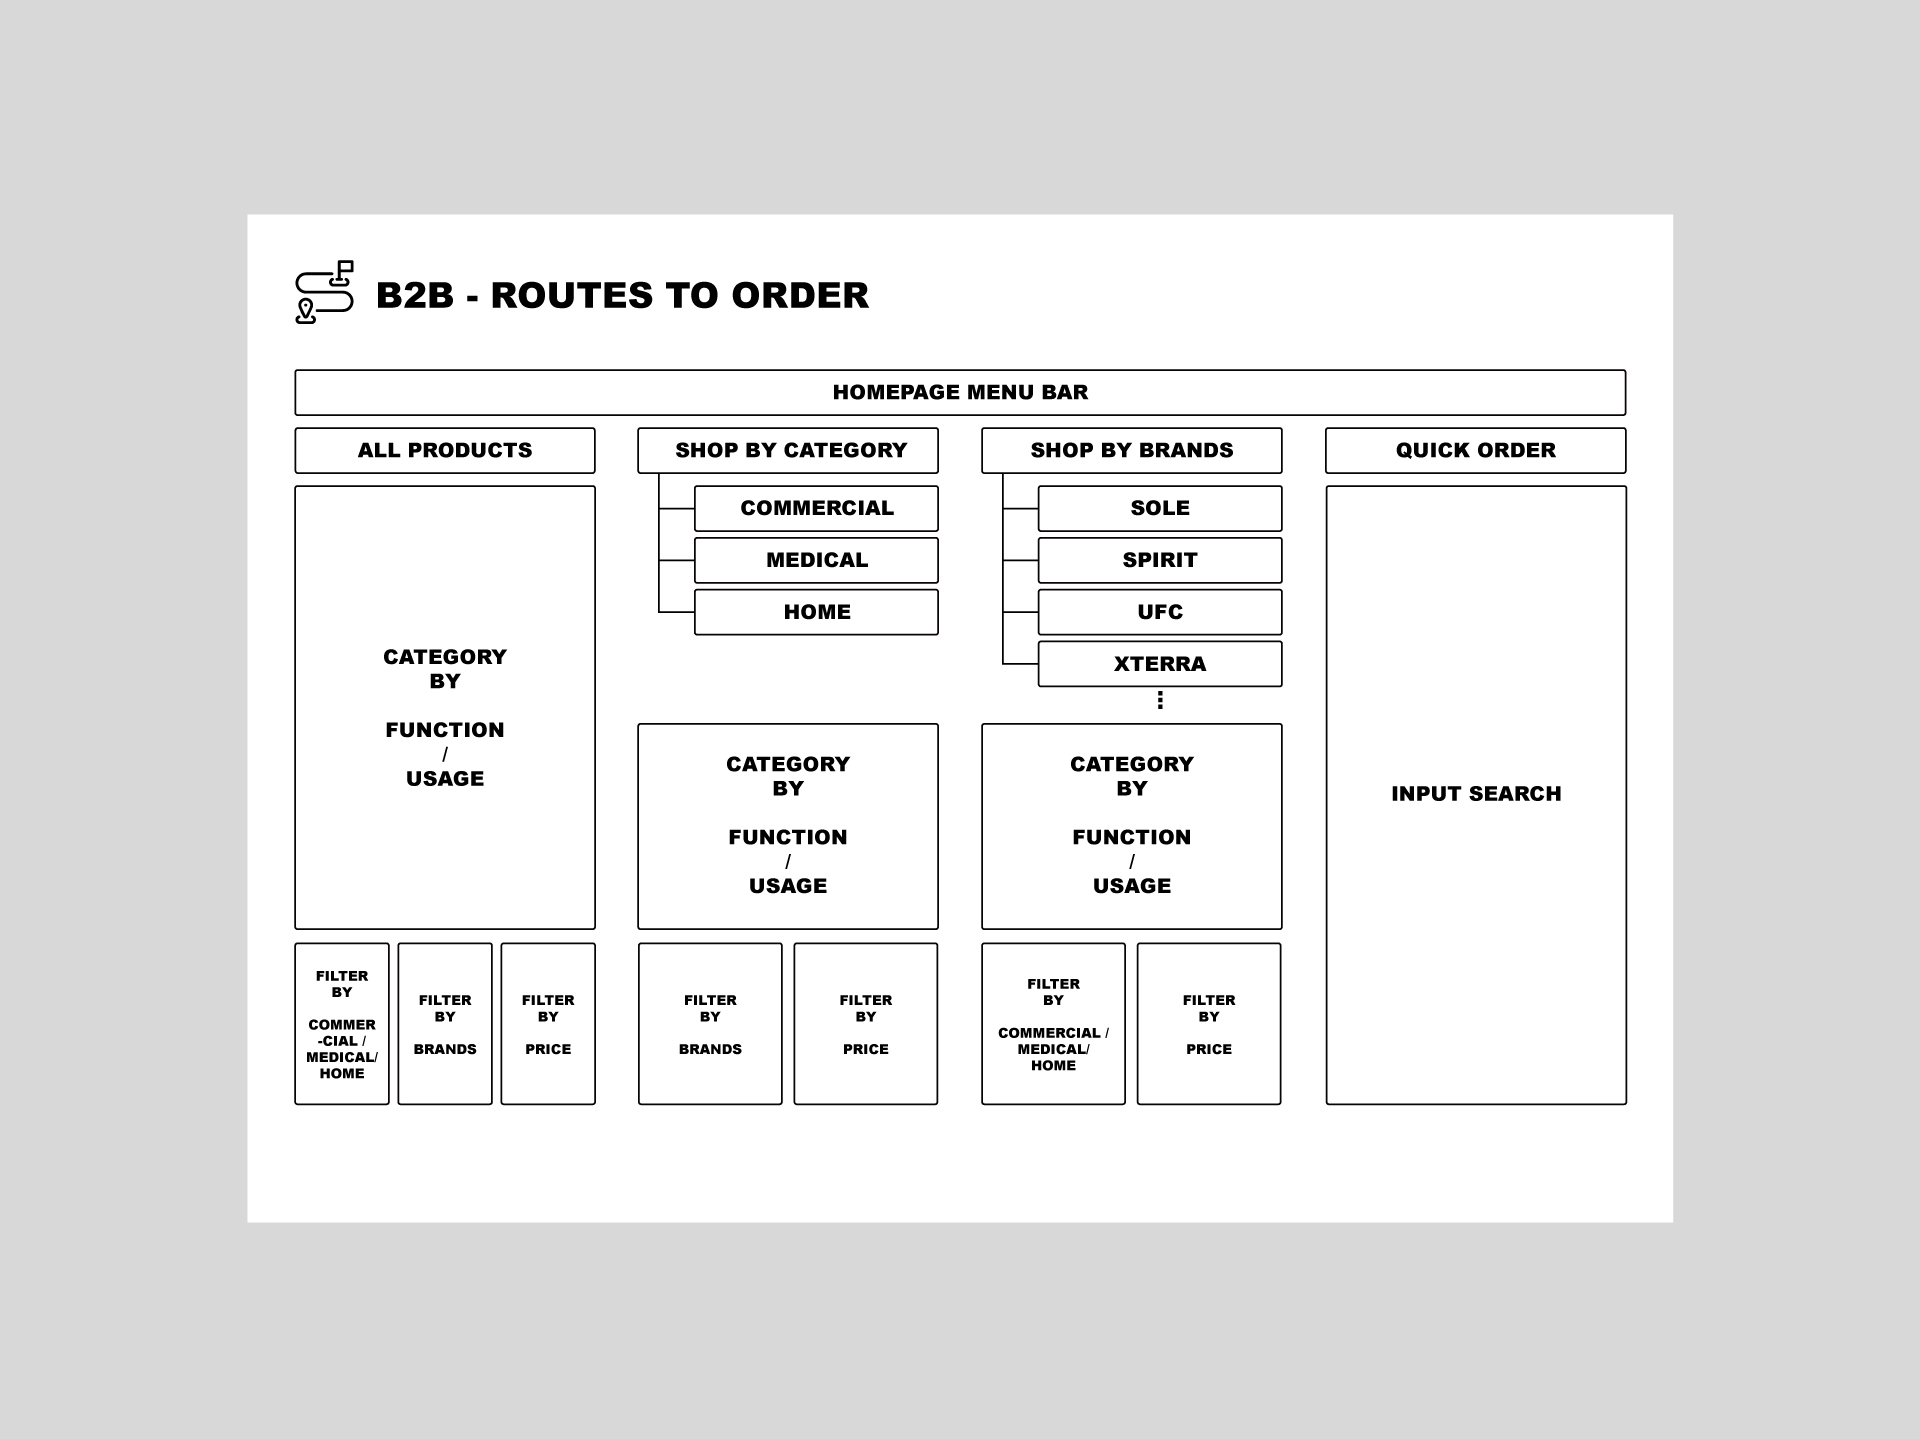 B2B - ROUTES TO ORDER
HOMEPAGE MENU BAR
ALL PRODUCTS
CATEGORY
BY
FUNCTION
/
USAGE
FILTER
BY
COMMER
-CIAL /
MEDICAL/
HOME
FILTER
BY
BRANDS
FILTER
BY
PRICE
SHOP BY CATEGORY
COMMERCIAL
MEDICAL
HOME
CATEGORY
BY
FUNCTION
/
USAGE
FILTER
BY
BRANDS
FILTER
BY
PRICE
SHOP BY BRANDS
SOLE
SPIRIT
UFC
XTERRA
⋮
CATEGORY
BY
FUNCTION
/
USAGE
FILTER
BY
COMMERCIAL /
MEDICAL/
HOME
FILTER
BY
PRICE
QUICK ORDER
INPUT SEARCH